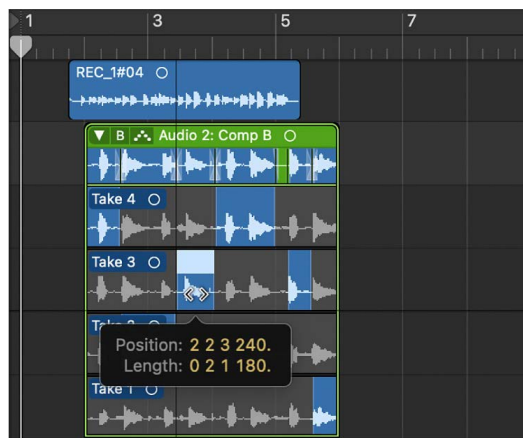 1 3 5 7
REC_1#04
B Audio 2: Comp B
Take 4
Take 3
Position: 2 2 3 240.
Length: 0 2 1 180.
Take 1